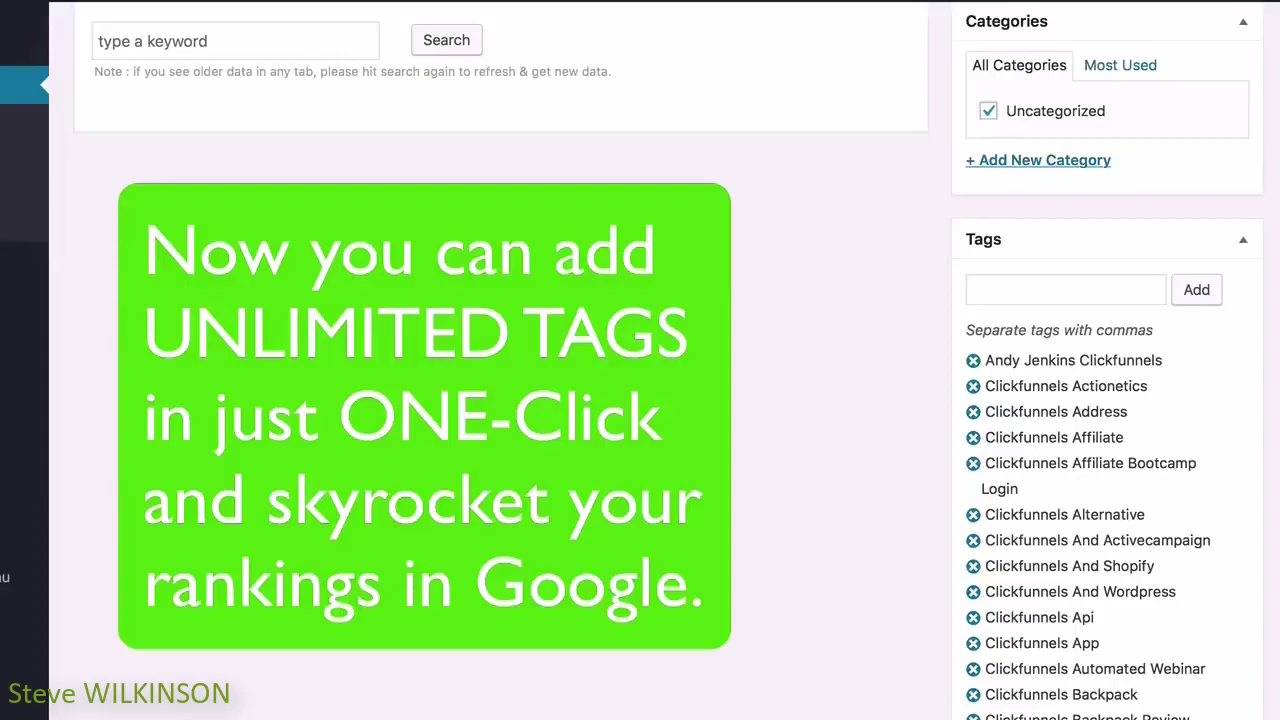 type a keyword
Search
Note : if you see older data in any tab, please hit search again to refresh & get new data.
Now you can add
UNLIMITED TAGS
in just ONE-Click
and skyrocket your
rankings in Google.
Categories
All Categories
Most Used
Uncategorized
+ Add New Category
Tags
Add
Separate tags with commas
Andy Jenkins Clickfunnels
Clickfunnels Actionetics
Clickfunnels Address
Clickfunnels Affiliate
Clickfunnels Affiliate Bootcamp
Login
Clickfunnels Alternative
Clickfunnels And Activecampaign
Clickfunnels And Shopify
Clickfunnels And Wordpress
Clickfunnels Api
Clickfunnels App
Clickfunnels Automated Webinar
Clickfunnels Backpack
Clickfunnels Backpack Review
Steve WILKINSON